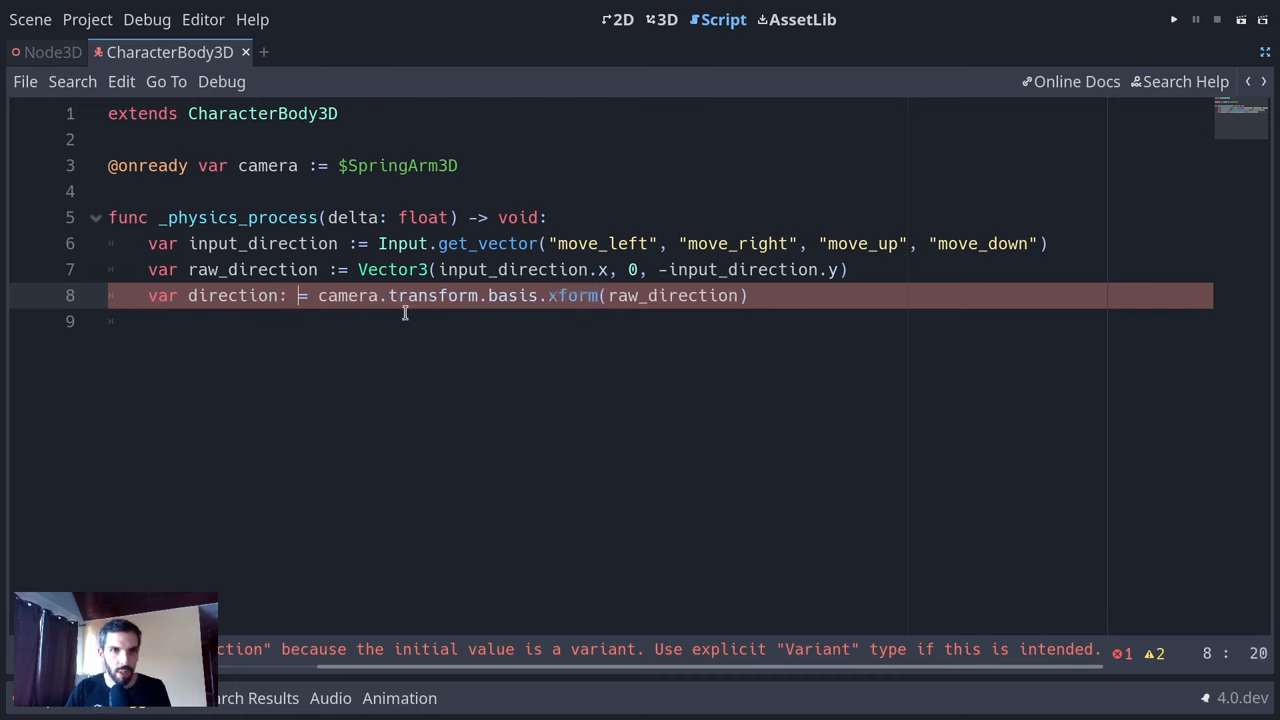 Scene Project Debug Editor Help 2D 3D Script AssetLib
Node3D CharacterBody3D × +
File Search Edit Go To Debug Online Docs Search Help
1 extends CharacterBody3D
2
3 @onready var camera := $SpringArm3D
4
5 func _physics_process(delta: float) -> void:
6 var input_direction := Input.get_vector("move_left", "move_right", "move_up", "move_down")
7 var raw_direction := Vector3(input_direction.x, 0, -input_direction.y)
8 var direction: = camera.transform.basis.xform(raw_direction)
9
ction" because the initial value is a variant. Use explicit "Variant" type if this is intended. 1 2 8 : 20
rch Results Audio Animation 4.0.dev